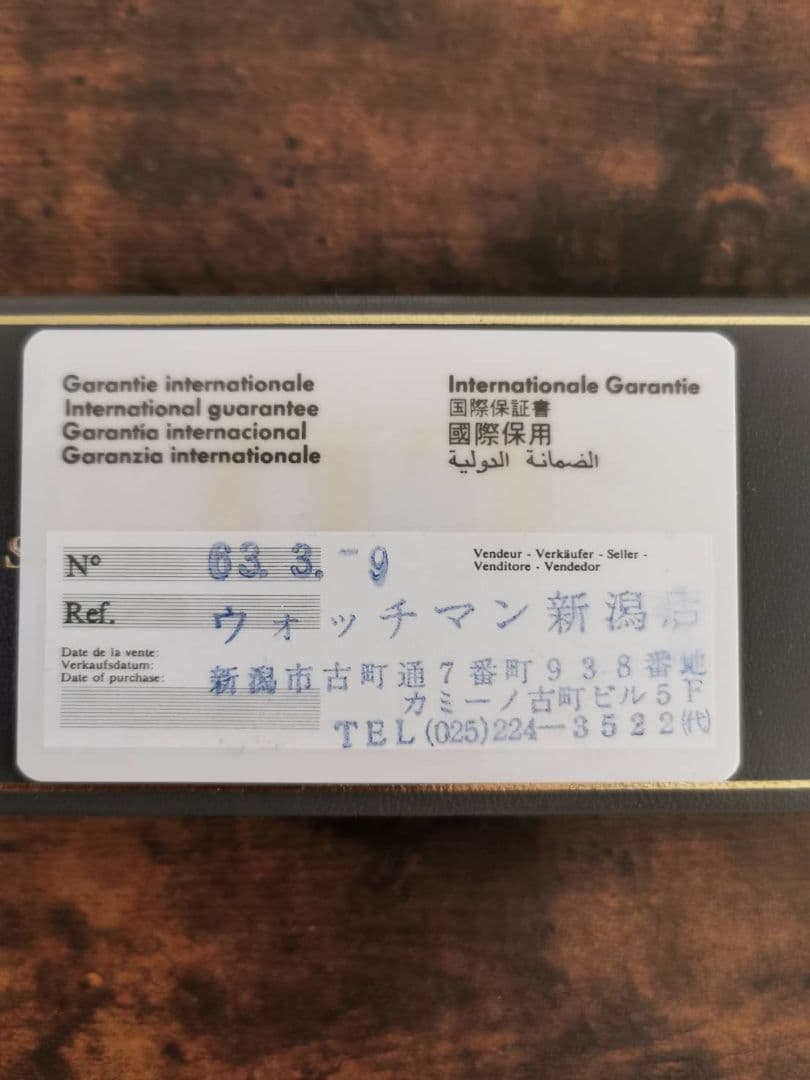 Garantie internationale
International guarantee
Garantía internacional
Garanzia internationale
Internationale Garantie
国際保証書
國際保用
الضمانة الدولية
Nº 63. 3. -9
Vendeur - Verkäufer - Seller -
Venditore - Vendedor
Ref.
ウォッチマン新潟店
Date de la vente:
Verkaufsdatum:
Date of purchase:
新潟市古町通7番町938番地
カミーノ古町ビル5F
TEL(025)224-3522㈹